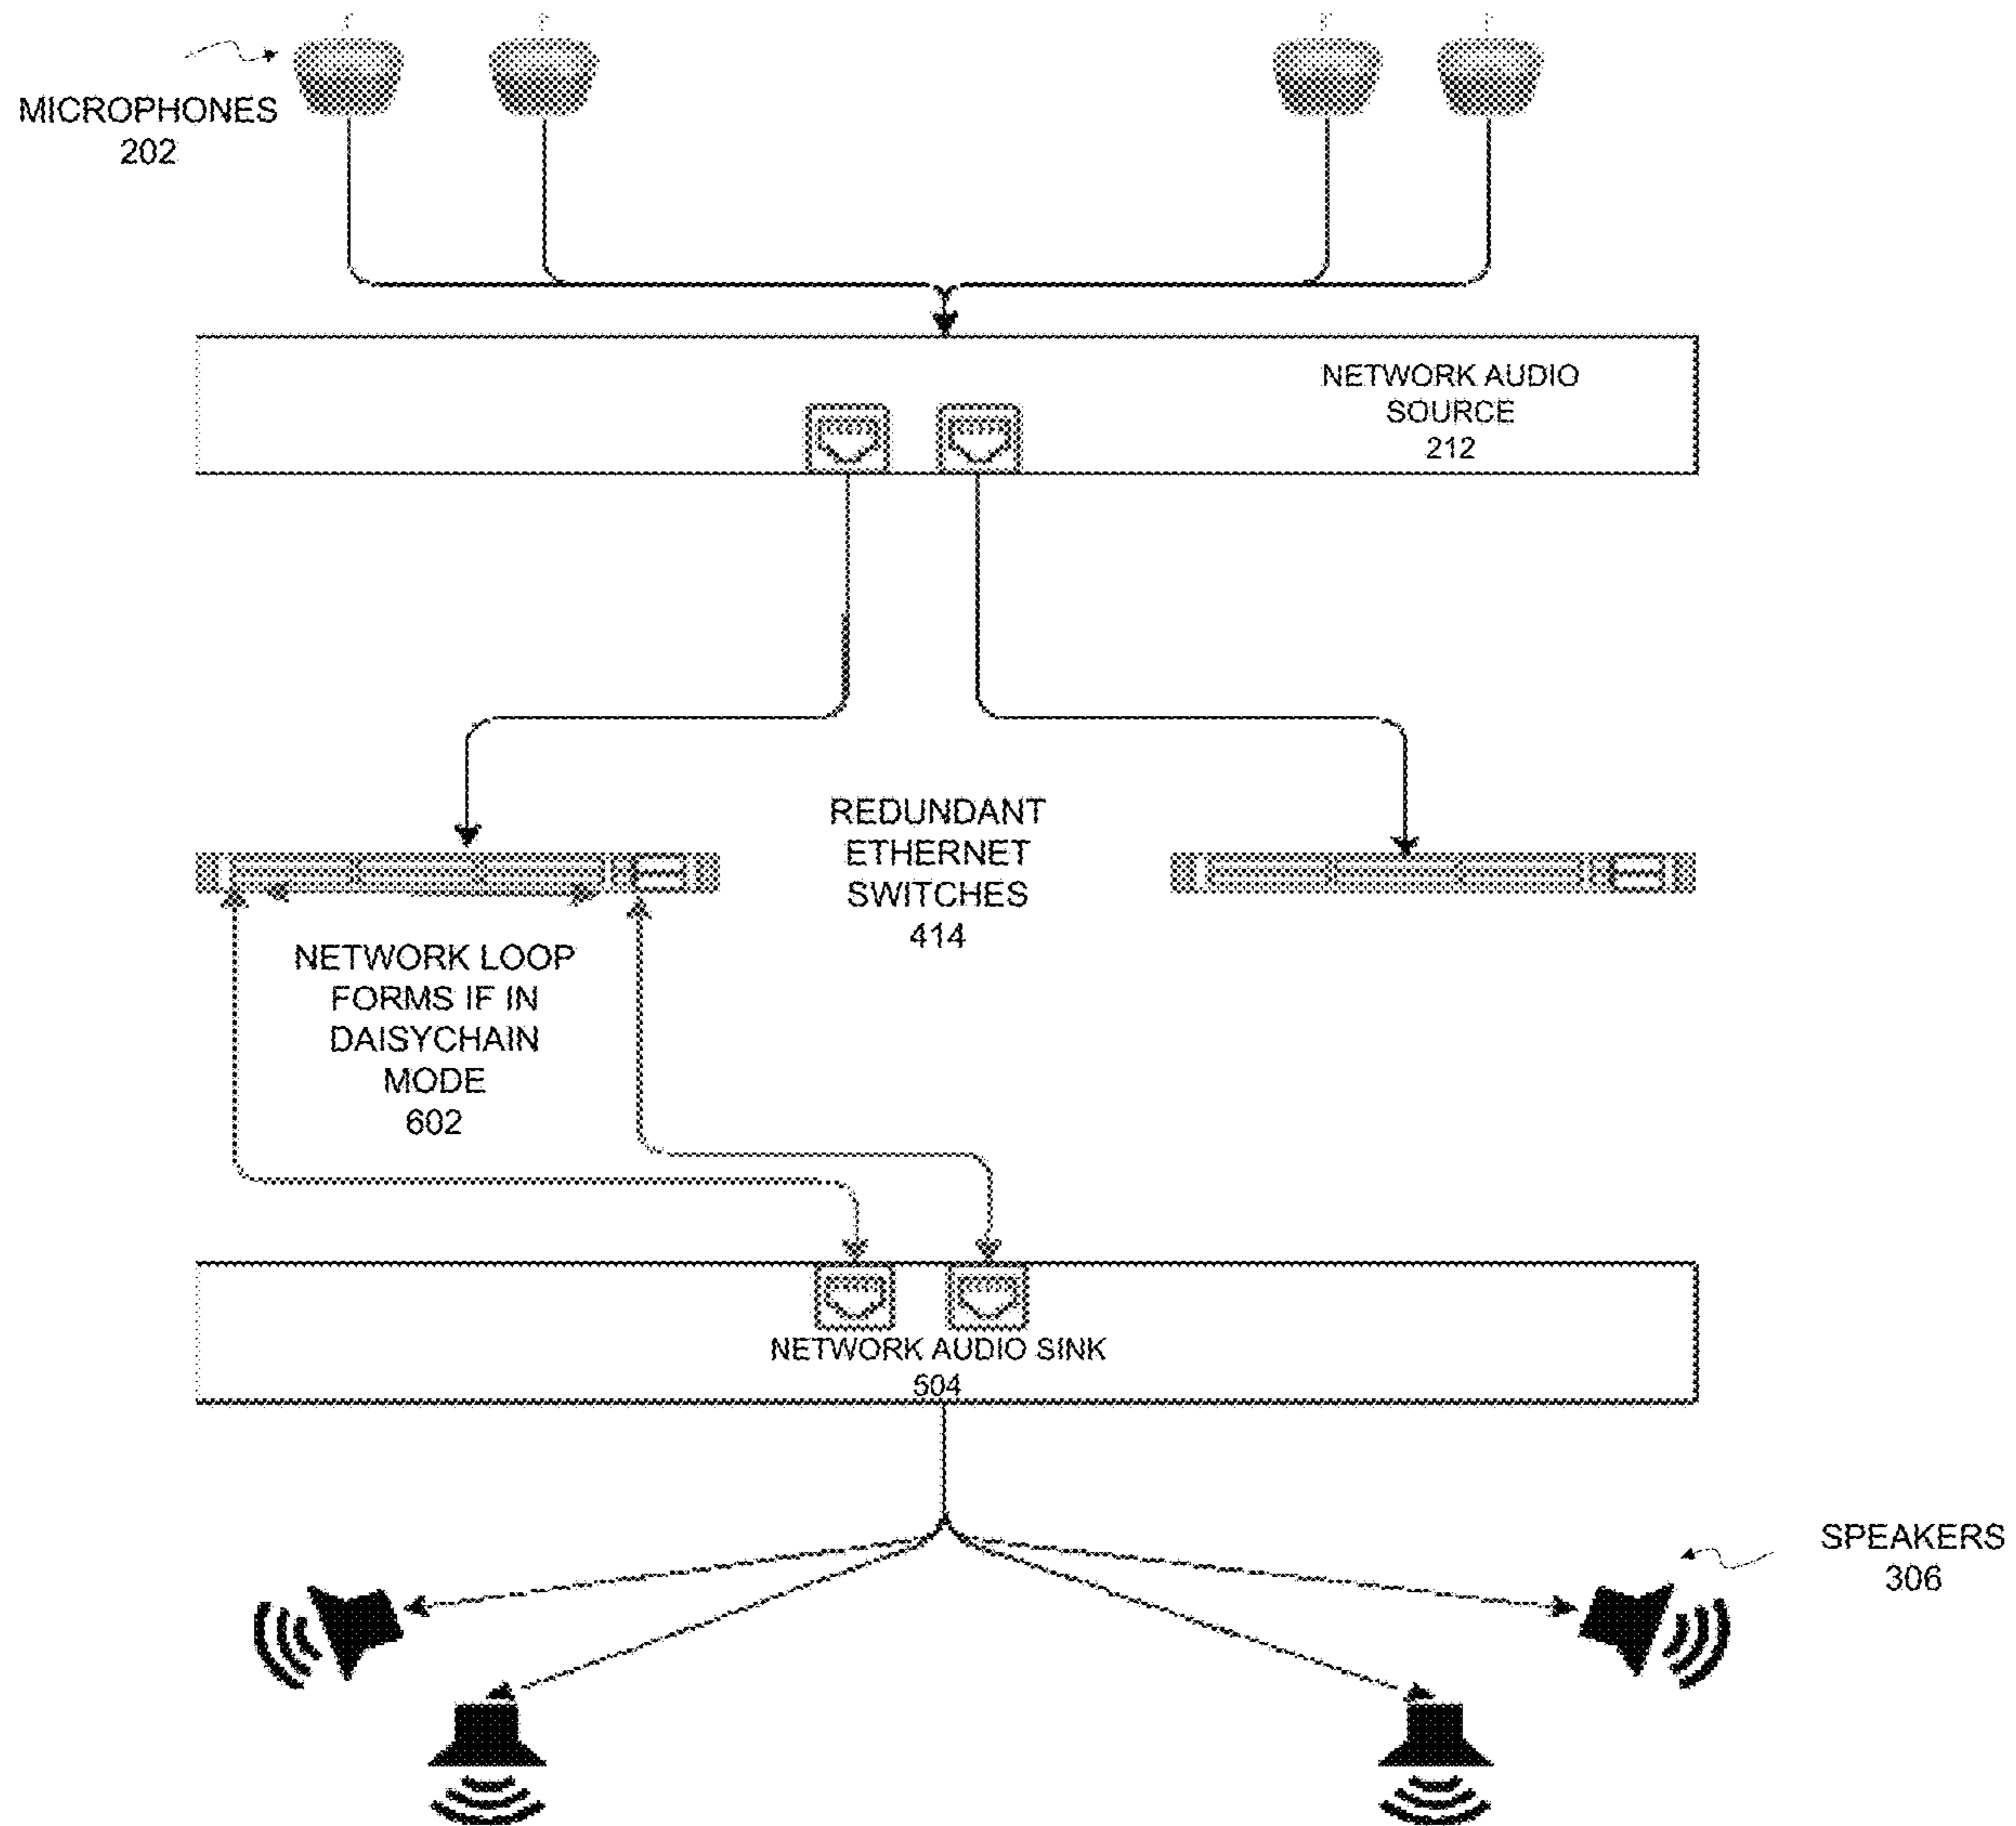 MICROPHONES
202
NETWORK AUDIO
SOURCE
212
REDUNDANT
ETHERNET
SWITCHES
414
NETWORK LOOP
FORMS IF IN
DAISYCHAIN
MODE
602
NETWORK AUDIO SINK
504
SPEAKERS
306